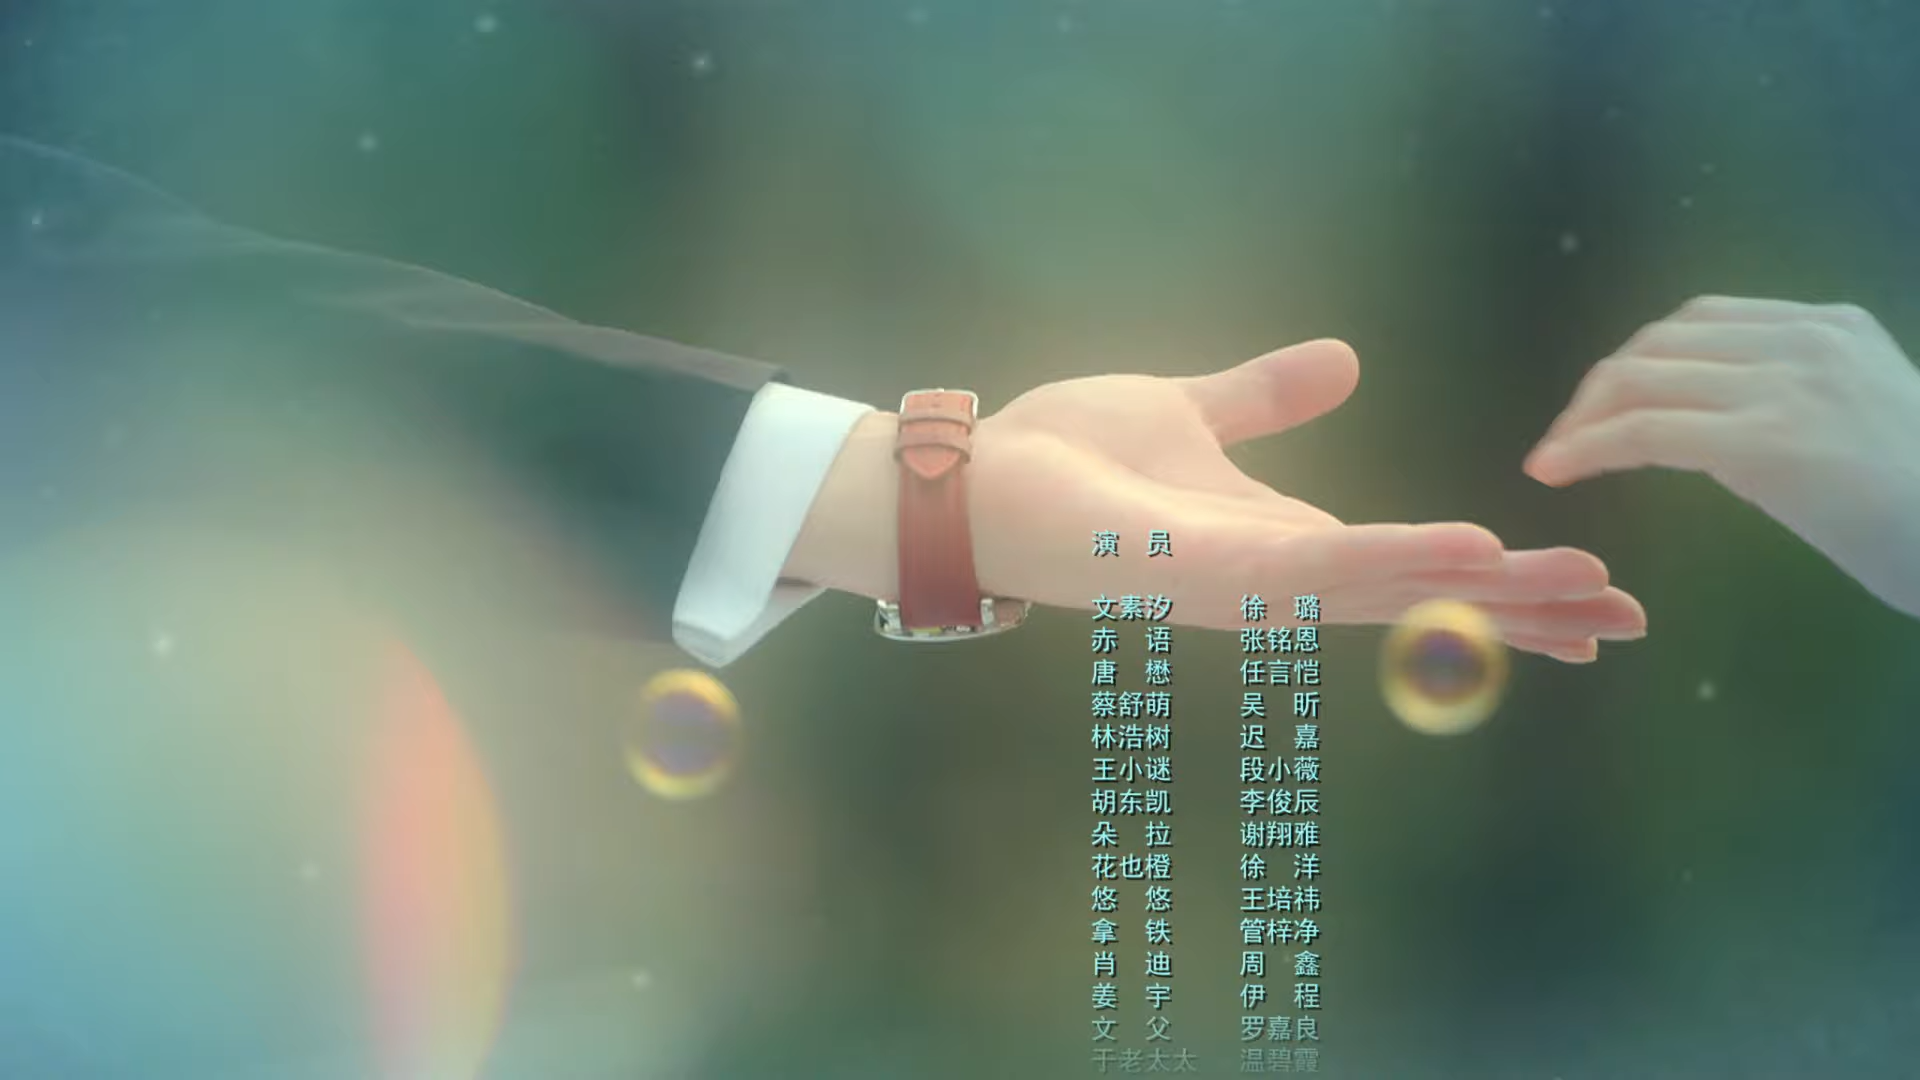 演 员
文素汐 徐 璐
赤 语 张铭恩
唐 懋 任言恺
蔡舒萌 吴 昕
林浩树 迟 嘉
王小谜 段小薇
胡东凯 李俊辰
朵 拉 谢翔雅
花也橙 徐 洋
悠 悠 王培祎
拿 铁 管梓净
肖 迪 周 鑫
姜 宇 伊 程
文 父 罗嘉良
于老太太 温碧霞